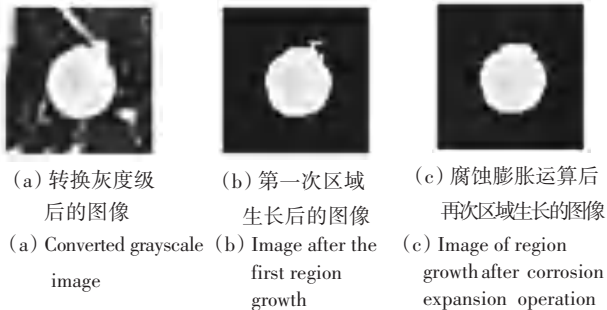 (a) 转换灰度级
后的图像
(b) 第一次区域
生长后的图像
(c) 腐蚀膨胀运算后
再次区域生长的图像
(a) Converted grayscale
image
(b) Image after the
first region
growth
(c) Image of region
growth after corrosion
expansion operation